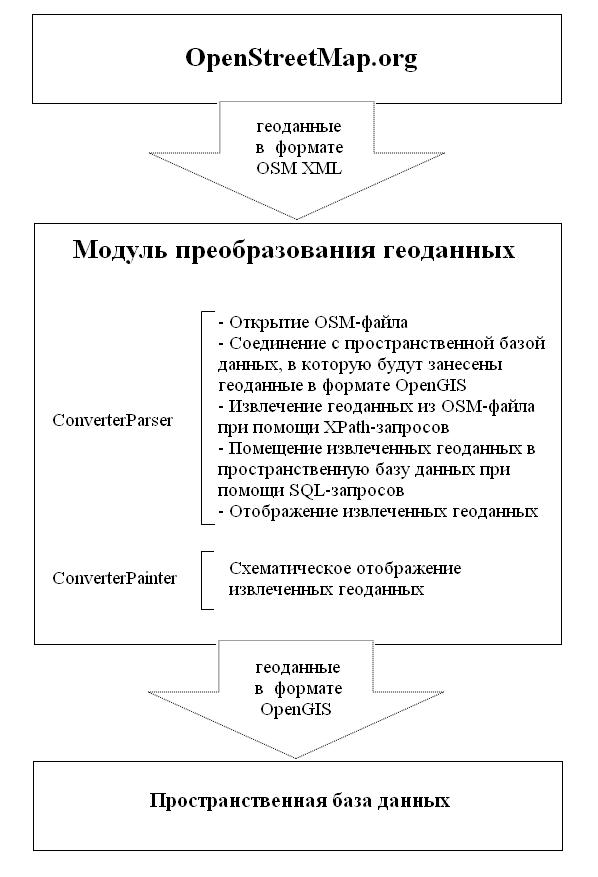 OpenStreetMap.org
геоданные
в формате
OSM XML
Модуль преобразования геоданных
ConverterParser
- Открытие OSM-файла
- Соединение с пространственной базой
данных, в которую будут занесены
геоданные в формате OpenGIS
- Извлечение геоданных из OSM-файла
при помощи XPath-запросов
- Помещение извлеченных геоданных в
пространственную базу данных при
помощи SQL-запросов
- Отображение извлеченных геоданных
ConverterPainter
Схематическое отображение
извлеченных геоданных
геоданные
в формате
OpenGIS
Пространственная база данных